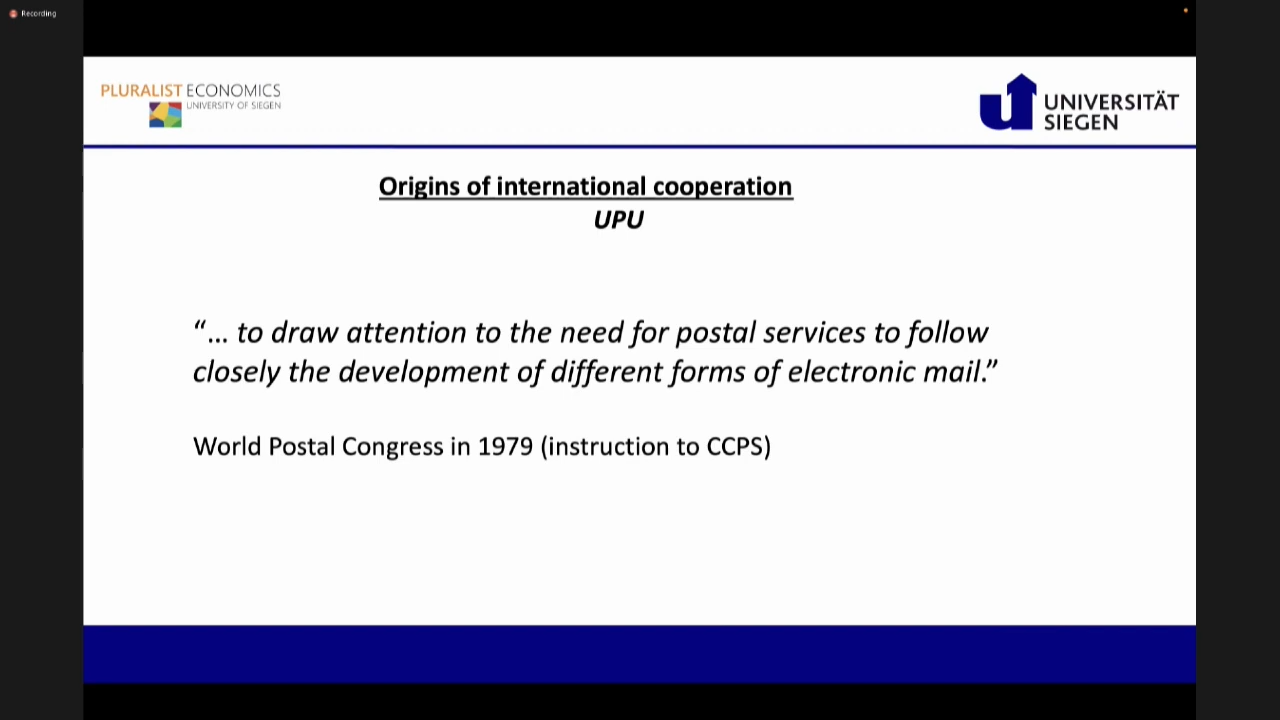 Recording
PLURALIST ECONOMICS
UNIVERSITY OF SIEGEN
UNIVERSITÄT
SIEGEN
Origins of international cooperation
UPU
“… to draw attention to the need for postal services to follow
closely the development of different forms of electronic mail.”
World Postal Congress in 1979 (instruction to CCPS)